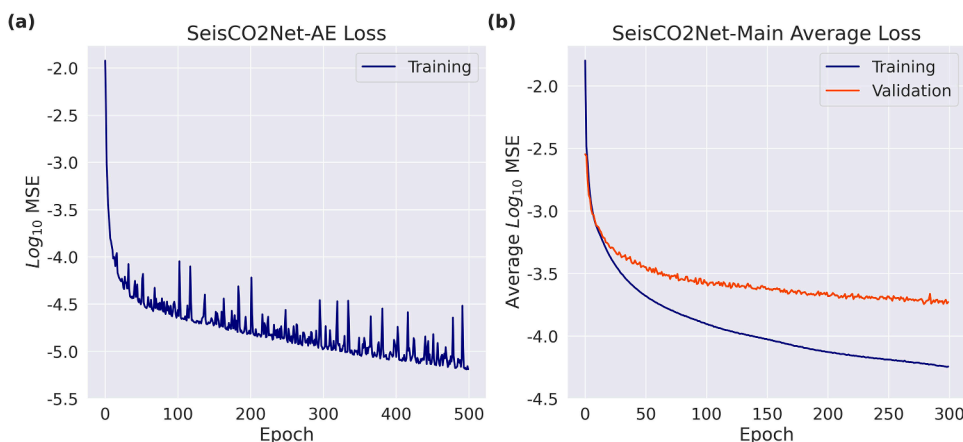 (a)
SeisCO2Net-AE Loss
Training
-2.0
-2.5
-3.0
-3.5
-4.0
-4.5
-5.0
-5.5
Log10 MSE
0 100 200 300 400 500
Epoch
(b)
SeisCO2Net-Main Average Loss
Training
Validation
-2.0
-2.5
-3.0
-3.5
-4.0
-4.5
Average Log10 MSE
0 50 100 150 200 250 300
Epoch